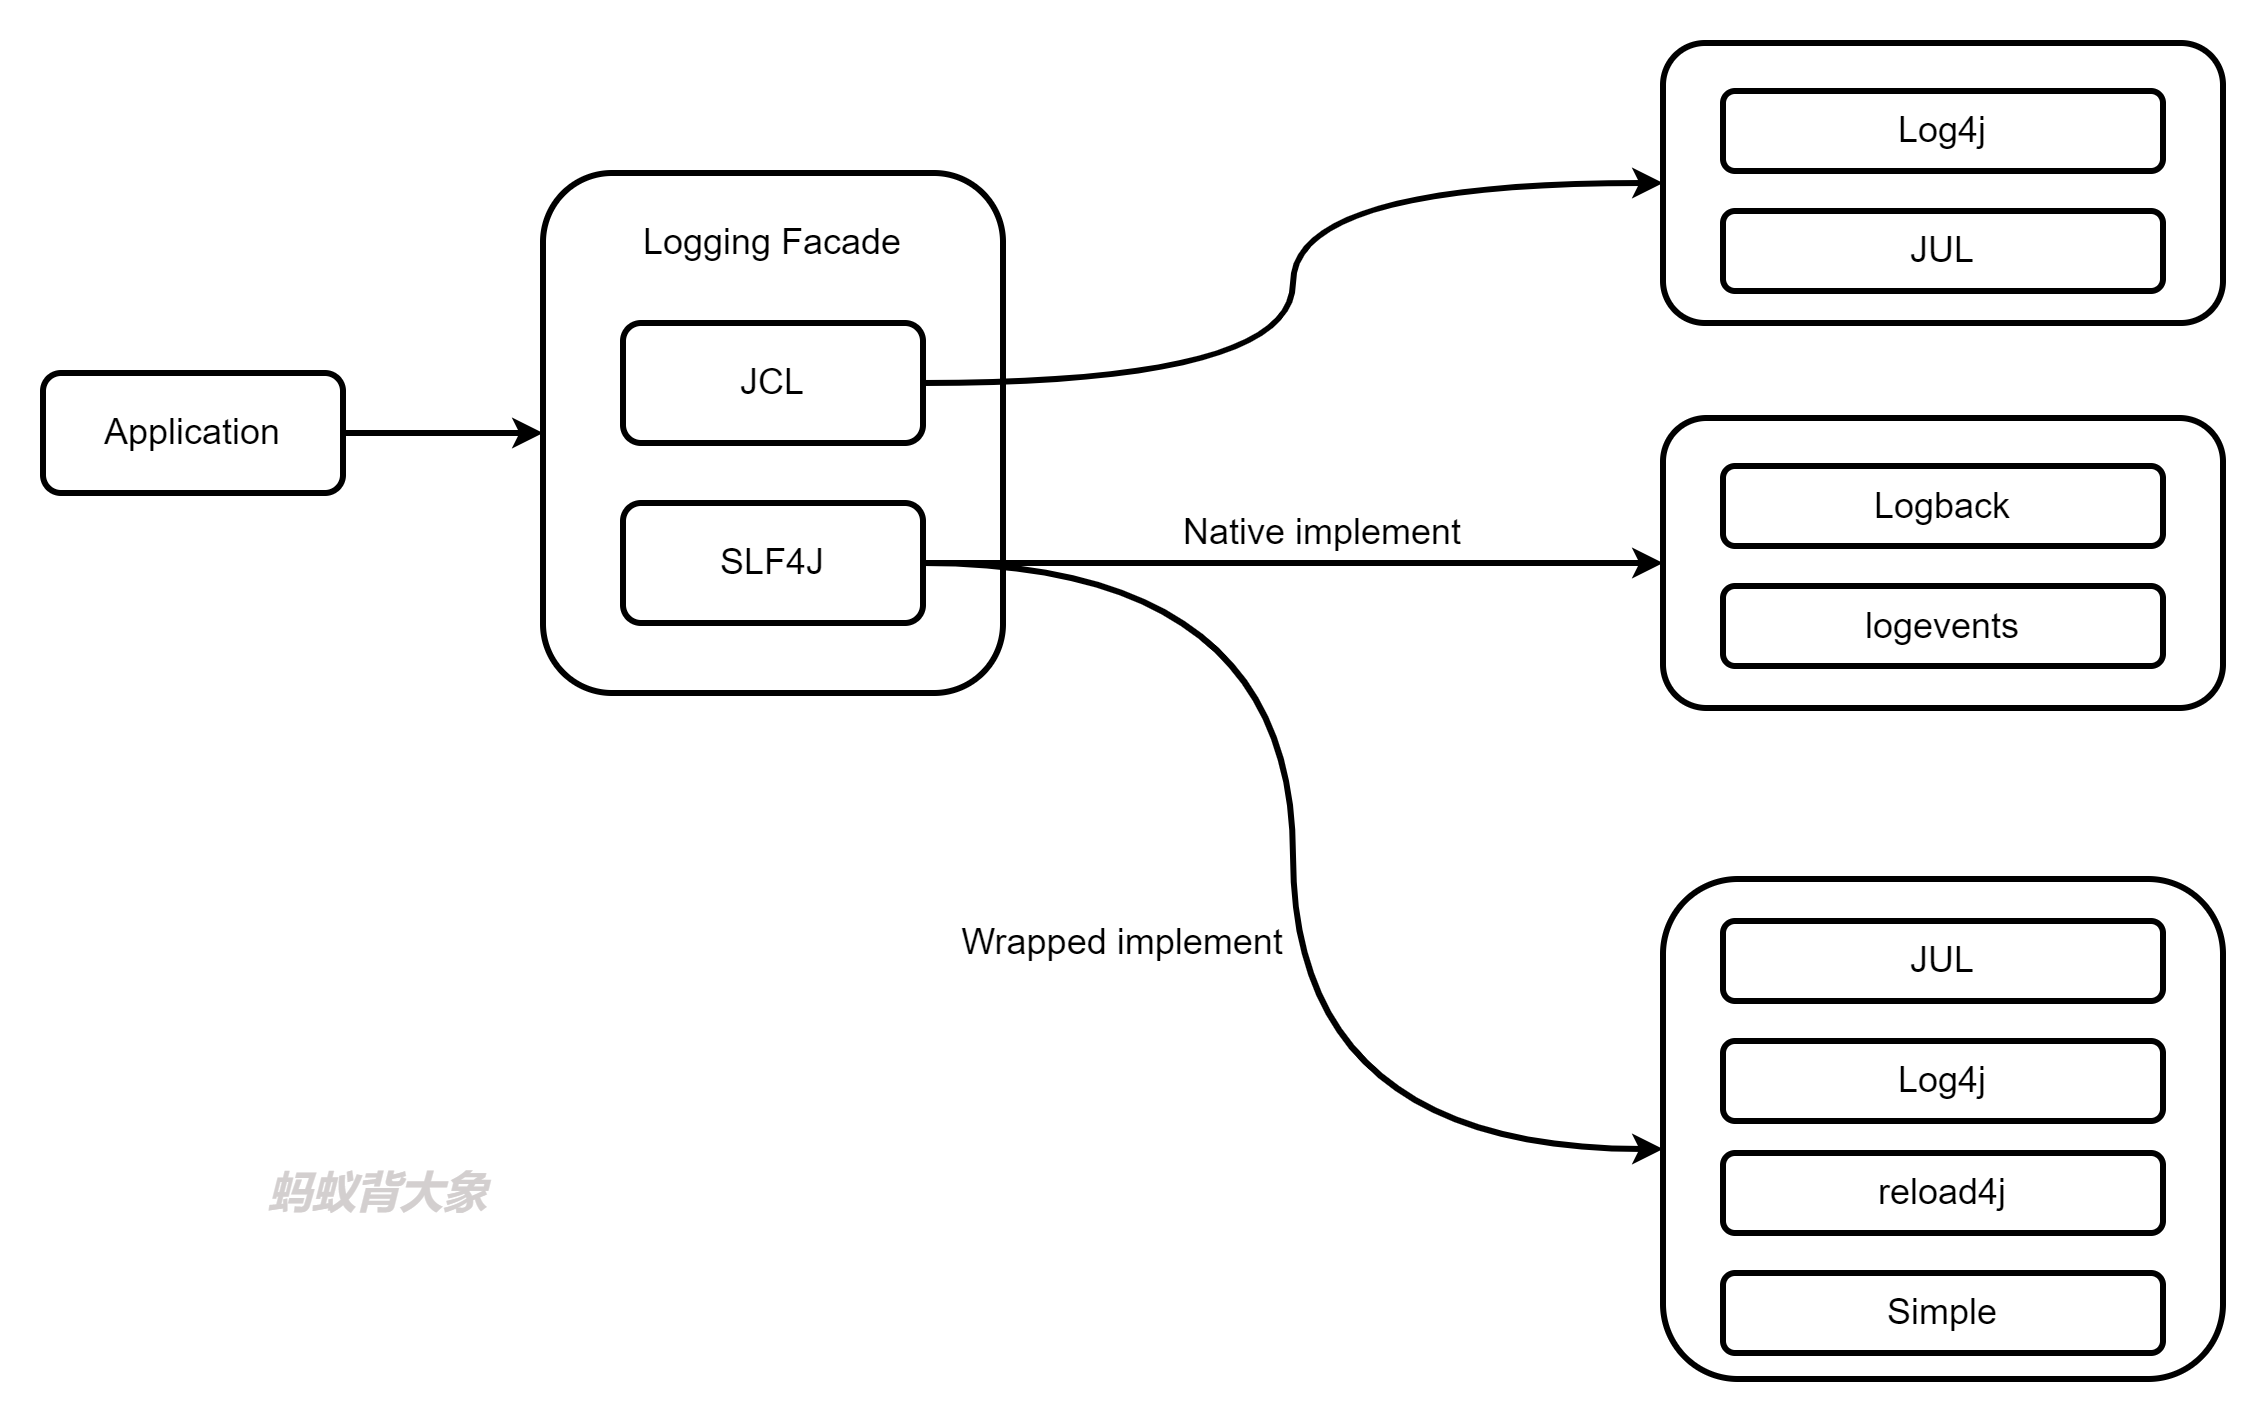 Application
Logging Facade
JCL
SLF4J
Native implement
Wrapped implement
Log4j
JUL
Logback
logevents
JUL
Log4j
reload4j
Simple
蚂蚁背大象